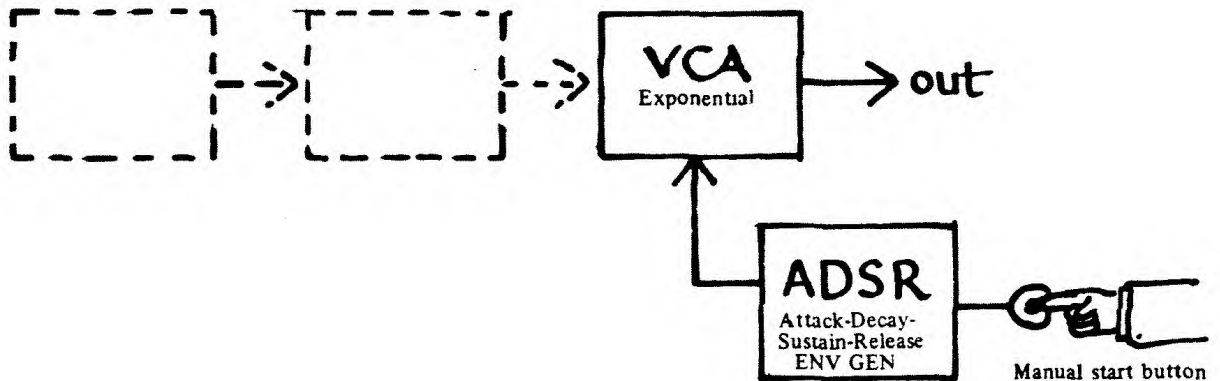 VCA
Exponential
out
ADSR
Attack-Decay-
Sustain-Release
ENV GEN
Manual start button